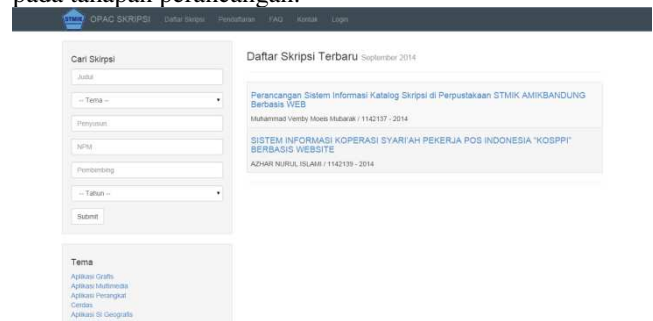 pada tahapan perancangan.
STMIK OPAC SKRIPSI Daftar Skripsi Pendaftaran FAQ Kontak Login
Cari Skirpsi
Judul
-- Tema --
Penyusun
NPM
Pembimbing
-- Tahun --
Submit
Tema
Aplikasi Grafis
Aplikasi Multimedia
Aplikasi Perangkat
Cerdas
Aplikasi SI Geografis
Daftar Skripsi Terbaru September 2014
Perancangan Sistem Informasi Katalog Skripsi di Perpustakaan STMIK AMIKBANDUNG
Berbasis WEB
Muhammad Vemby Moeis Mubarak / 1142137 - 2014
SISTEM INFORMASI KOPERASI SYARI'AH PEKERJA POS INDONESIA "KOSPPI"
BERBASIS WEBSITE
AZHAR NURUL ISLAMI / 1142139 - 2014